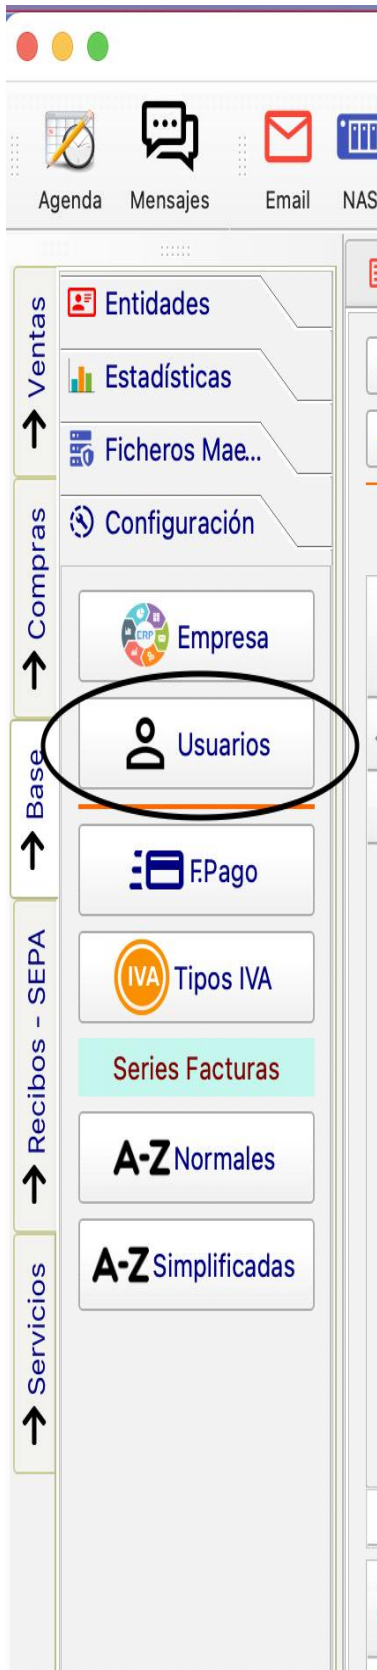 Agenda Mensajes Email NAS
Entidades
Estadísticas
Ficheros Mae...
Configuración
ERP Empresa
Usuarios
F.Pago
IVA Tipos IVA
Series Facturas
A-Z Normales
A-Z Simplificadas
Ventas
Compras
Base
Recibos - SEPA
Servicios